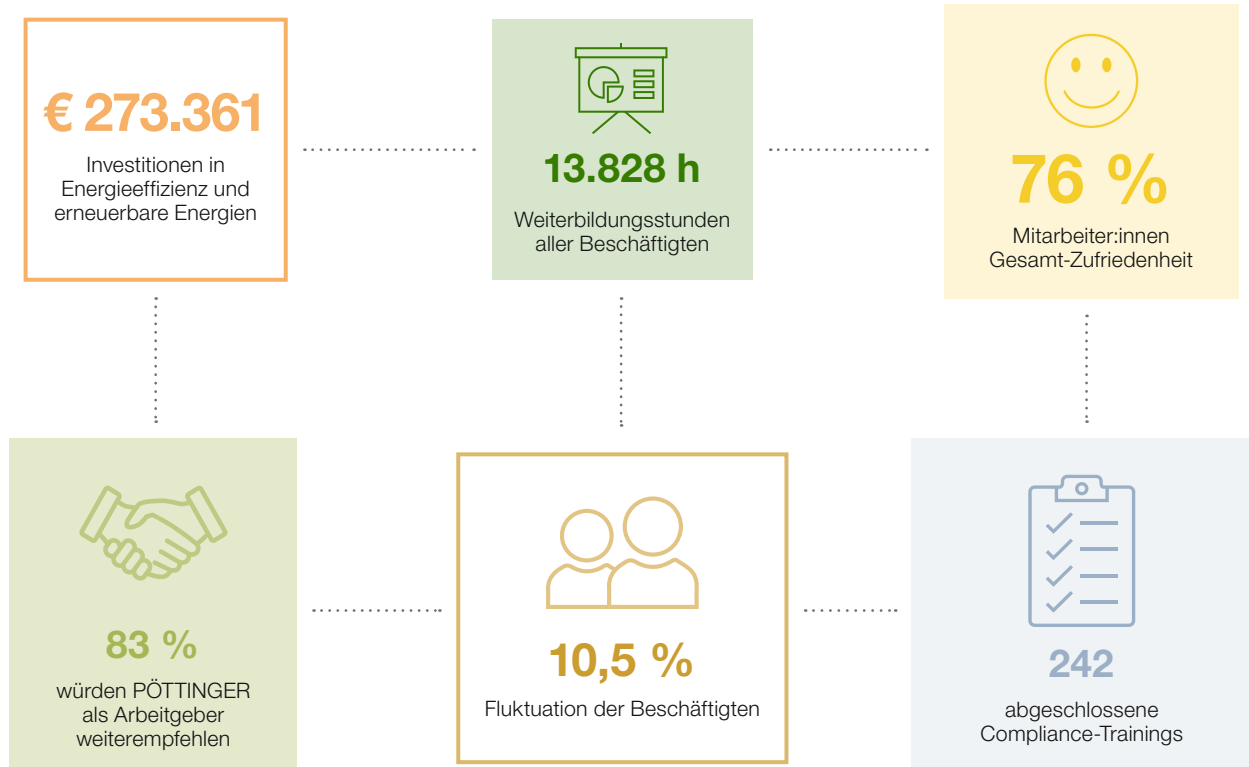 € 273.361
Investitionen in
Energieeffizienz und
erneuerbare Energien
13.828 h
Weiterbildungsstunden
aller Beschäftigten
76 %
Mitarbeiter:innen
Gesamt-Zufriedenheit
83 %
würden PÖTTINGER
als Arbeitgeber
weiterempfehlen
10,5 %
Fluktuation der Beschäftigten
242
abgeschlossene
Compliance-Trainings